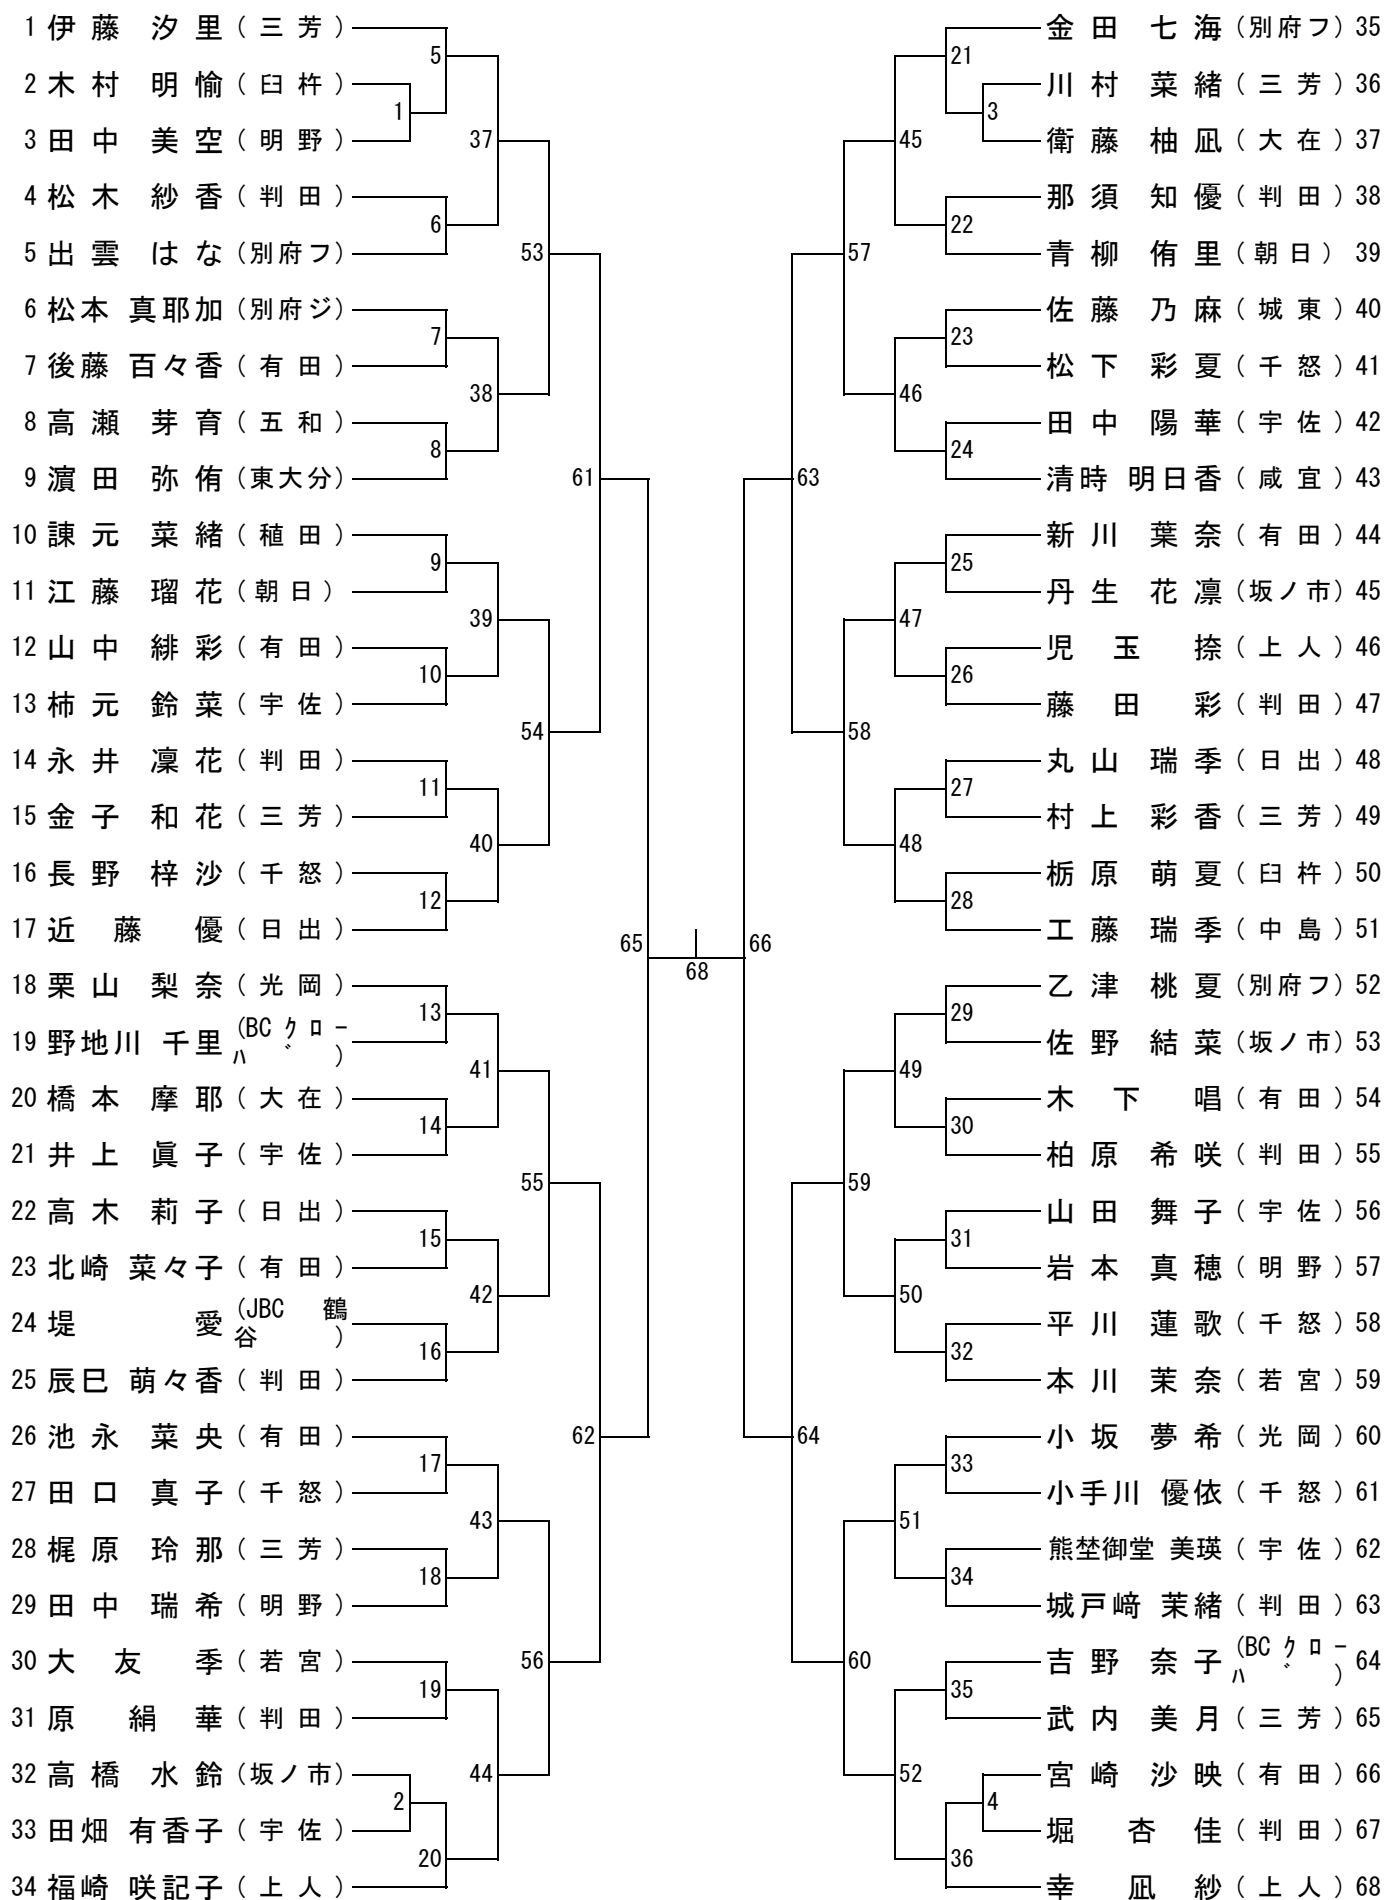 1 伊藤 汐里 (三芳)
2 木村 明愉 (臼杵)
3 田中 美空 (明野)
4 松木 紗香 (判田)
5 出雲 はな (別府フ)
6 松本 真耶加 (別府ジ)
7 後藤 百々香 (有田)
8 高瀬 芽育 (五和)
9 濵田 弥侑 (東大分)
10 諌元 菜緒 (稙田)
11 江藤 瑠花 (朝日)
12 山中 緋彩 (有田)
13 柿元 鈴菜 (宇佐)
14 永井 凜花 (判田)
15 金子 和花 (三芳)
16 長野 梓沙 (千怒)
17 近藤 優 (日出)
18 栗山 梨奈 (光岡)
19 野地川 千里 (BC クローバ゛)
20 橋本 摩耶 (大在)
21 井上 眞子 (宇佐)
22 高木 莉子 (日出)
23 北崎 菜々子 (有田)
24 堤 愛 (JBC 鶴谷)
25 辰巳 萌々香 (判田)
26 池永 菜央 (有田)
27 田口 真子 (千怒)
28 梶原 玲那 (三芳)
29 田中 瑞希 (明野)
30 大友 季 (若宮)
31 原 絹華 (判田)
32 高橋 水鈴 (坂ノ市)
33 田畑 有香子 (宇佐)
34 福崎 咲記子 (上人)
1
2
5
6
7
8
9
10
11
12
13
14
15
16
17
18
19
20
37
38
39
40
41
42
43
44
53
54
55
56
61
62
65
68
66
63
64
57
58
59
60
45
46
47
48
49
50
51
52
21
22
23
24
25
26
27
28
29
30
31
32
33
34
35
36
3
4
金田 七海 (別府フ) 35
川村 菜緒 (三芳) 36
衛藤 柚凪 (大在) 37
那須 知優 (判田) 38
青柳 侑里 (朝日) 39
佐藤 乃麻 (城東) 40
松下 彩夏 (千怒) 41
田中 陽華 (宇佐) 42
清時 明日香 (咸宜) 43
新川 葉奈 (有田) 44
丹生 花凛 (坂ノ市) 45
児玉 捺 (上人) 46
藤田 彩 (判田) 47
丸山 瑞季 (日出) 48
村上 彩香 (三芳) 49
栃原 萌夏 (臼杵) 50
工藤 瑞季 (中島) 51
乙津 桃夏 (別府フ) 52
佐野 結菜 (坂ノ市) 53
木下 唱 (有田) 54
柏原 希咲 (判田) 55
山田 舞子 (宇佐) 56
岩本 真穂 (明野) 57
平川 蓮歌 (千怒) 58
本川 茉奈 (若宮) 59
小坂 夢希 (光岡) 60
小手川 優依 (千怒) 61
熊埜御堂 美瑛 (宇佐) 62
城戸﨑 茉緒 (判田) 63
吉野 奈子 (BC クローバ゛) 64
武内 美月 (三芳) 65
宮崎 沙映 (有田) 66
堀 杏佳 (判田) 67
幸 凪紗 (上人) 68